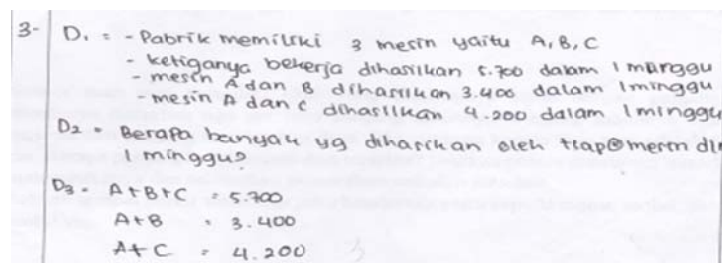 3- D1 = - Pabrik memiliki 3 mesin yaitu A, B, C
- ketiganya bekerja dihasilkan 5.700 dalam 1 minggu
- mesin A dan B dihasilkan 3.400 dalam 1 minggu
- mesin A dan C dihasilkan 4.200 dalam 1 minggu
D2 = Berapa banyak yg dihasilkan oleh tiap mesin dlm
1 minggu?
D3 = A+B+C = 5.700
A+B = 3.400
A+C = 4.200